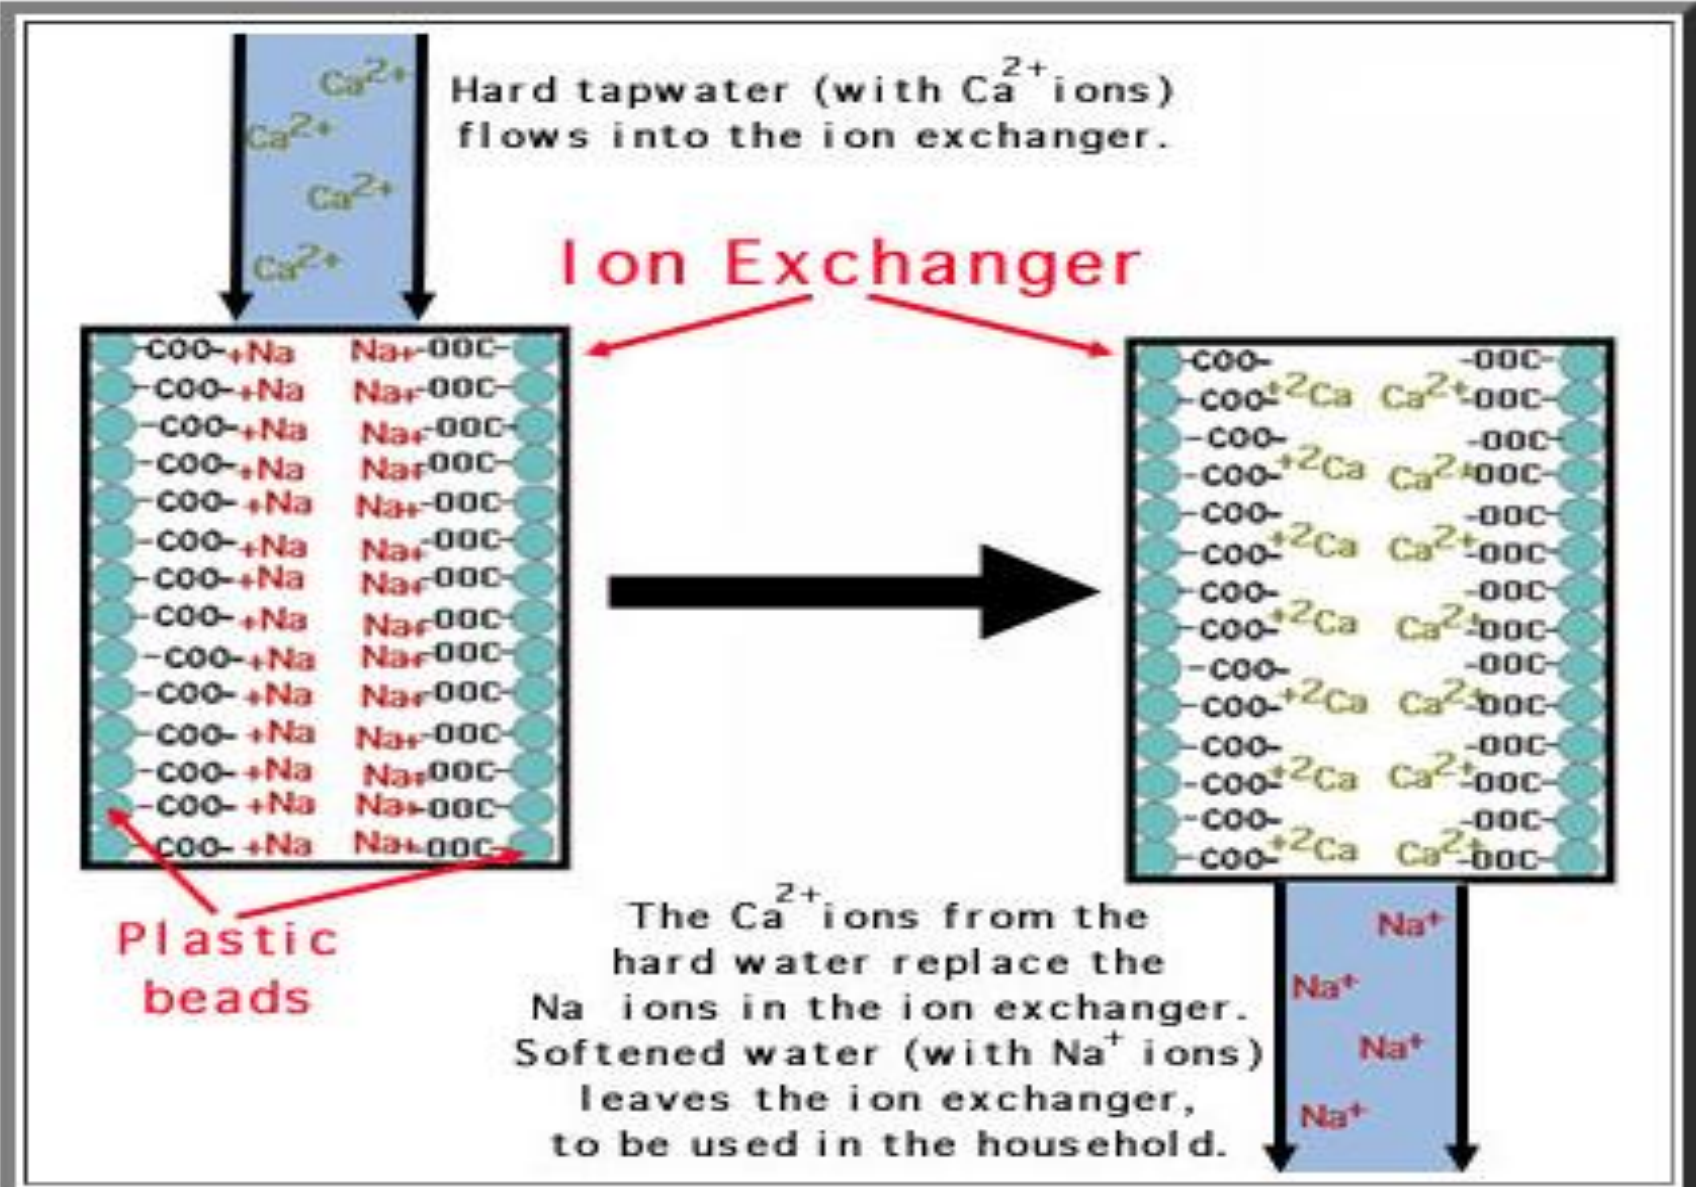 Ca2+
Ca2+
Ca2+
Ca2+
Hard tapwater (with Ca2+ ions)
flows into the ion exchanger.
Ion Exchanger
-COO-+Na Na+-OOC-
-COO-+Na Na+-OOC-
-COO-+Na Na+-OOC-
-COO-+Na Na+-OOC-
-COO-+Na Na+-OOC-
-COO-+Na Na+-OOC-
-COO-+Na Na+-OOC-
-COO-+Na Na+-OOC-
-COO-+Na Na+-OOC-
-COO-+Na Na+-OOC-
-COO-+Na Na+-OOC-
-COO-+Na Na+-OOC-
-COO-+Na Na+-OOC-
-COO-+Na Na+-OOC-
Plastic
beads
-COO- -OOC-
-COO-+2Ca Ca2+-OOC-
-COO- -OOC-
-COO-+2Ca Ca2+-OOC-
-COO- -OOC-
-COO-+2Ca Ca2+-OOC-
-COO- -OOC-
-COO-+2Ca Ca2+-OOC-
-COO- -OOC-
-COO-+2Ca Ca2+-OOC-
-COO- -OOC-
-COO-+2Ca Ca2+-OOC-
-COO- -OOC-
-COO-+2Ca Ca2+-OOC-
The Ca2+ ions from the
hard water replace the
Na ions in the ion exchanger.
Softened water (with Na+ ions)
leaves the ion exchanger,
to be used in the household.
Na+
Na+
Na+
Na+